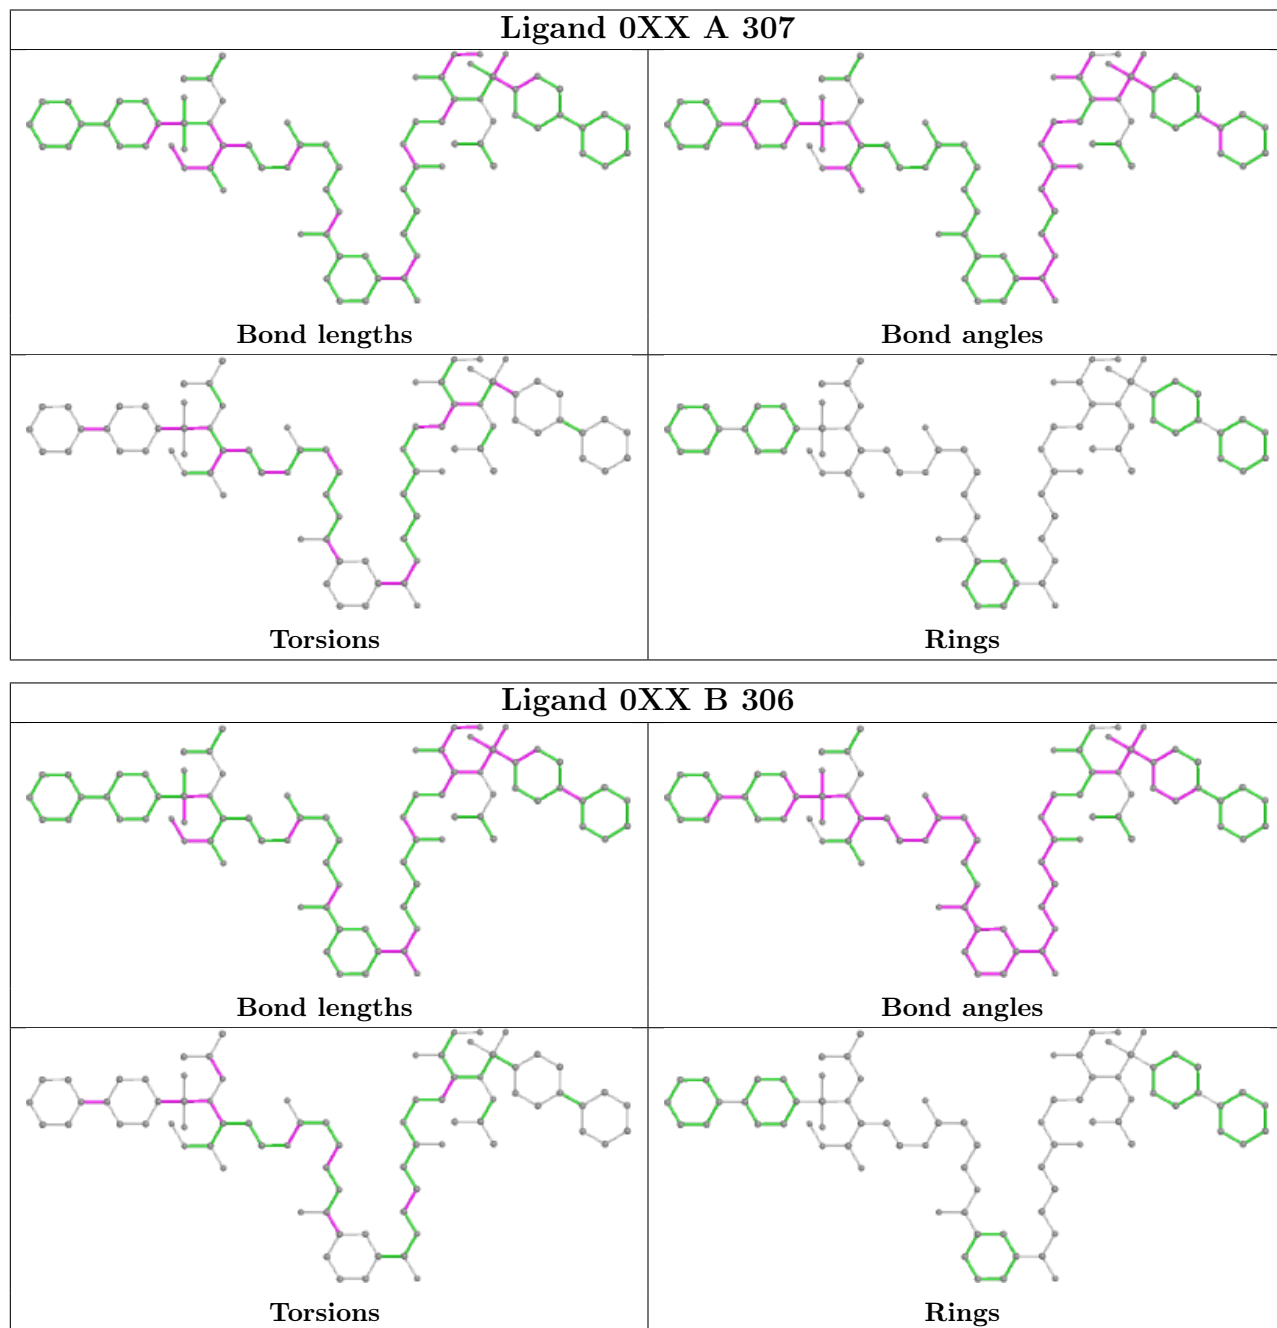 Ligand 0XX A 307
Bond lengths
Bond angles
Torsions
Rings
Ligand 0XX B 306
Bond lengths
Bond angles
Torsions
Rings